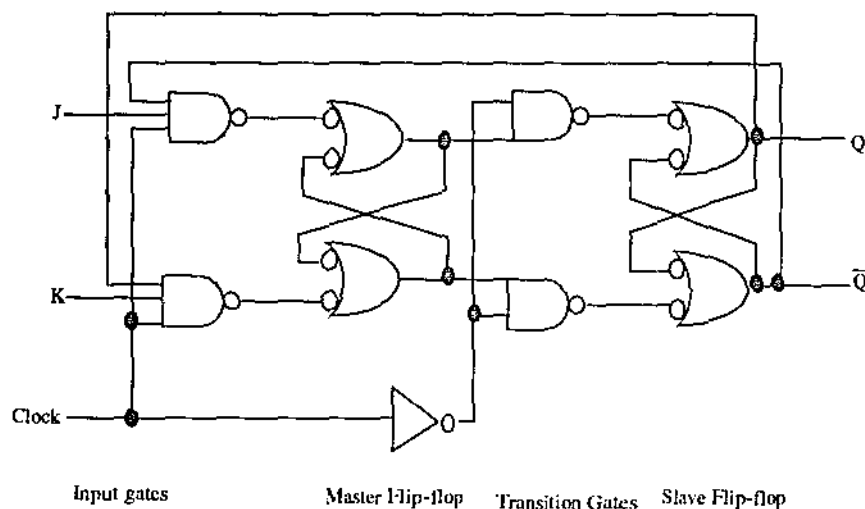 J
Q
K
Q̅
Clock
Input gates
Master Flip-flop
Transition Gates
Slave Flip-flop